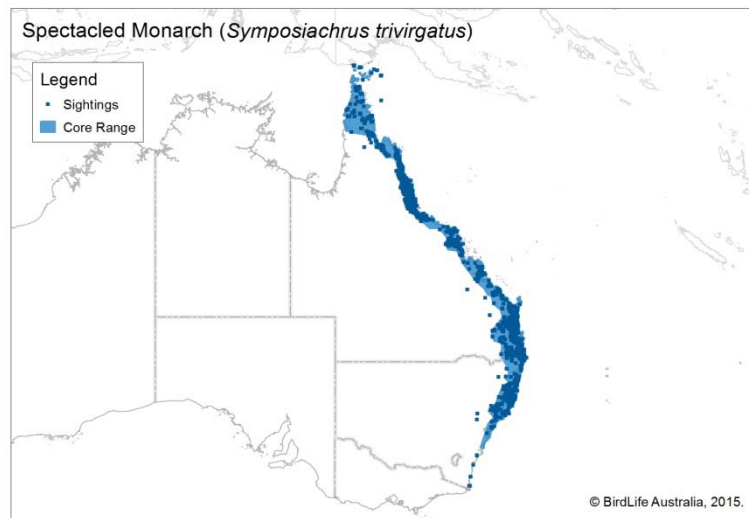 Spectacled Monarch (Symposiachrus trivirgatus)
Legend
Sightings
Core Range
© BirdLife Australia, 2015.